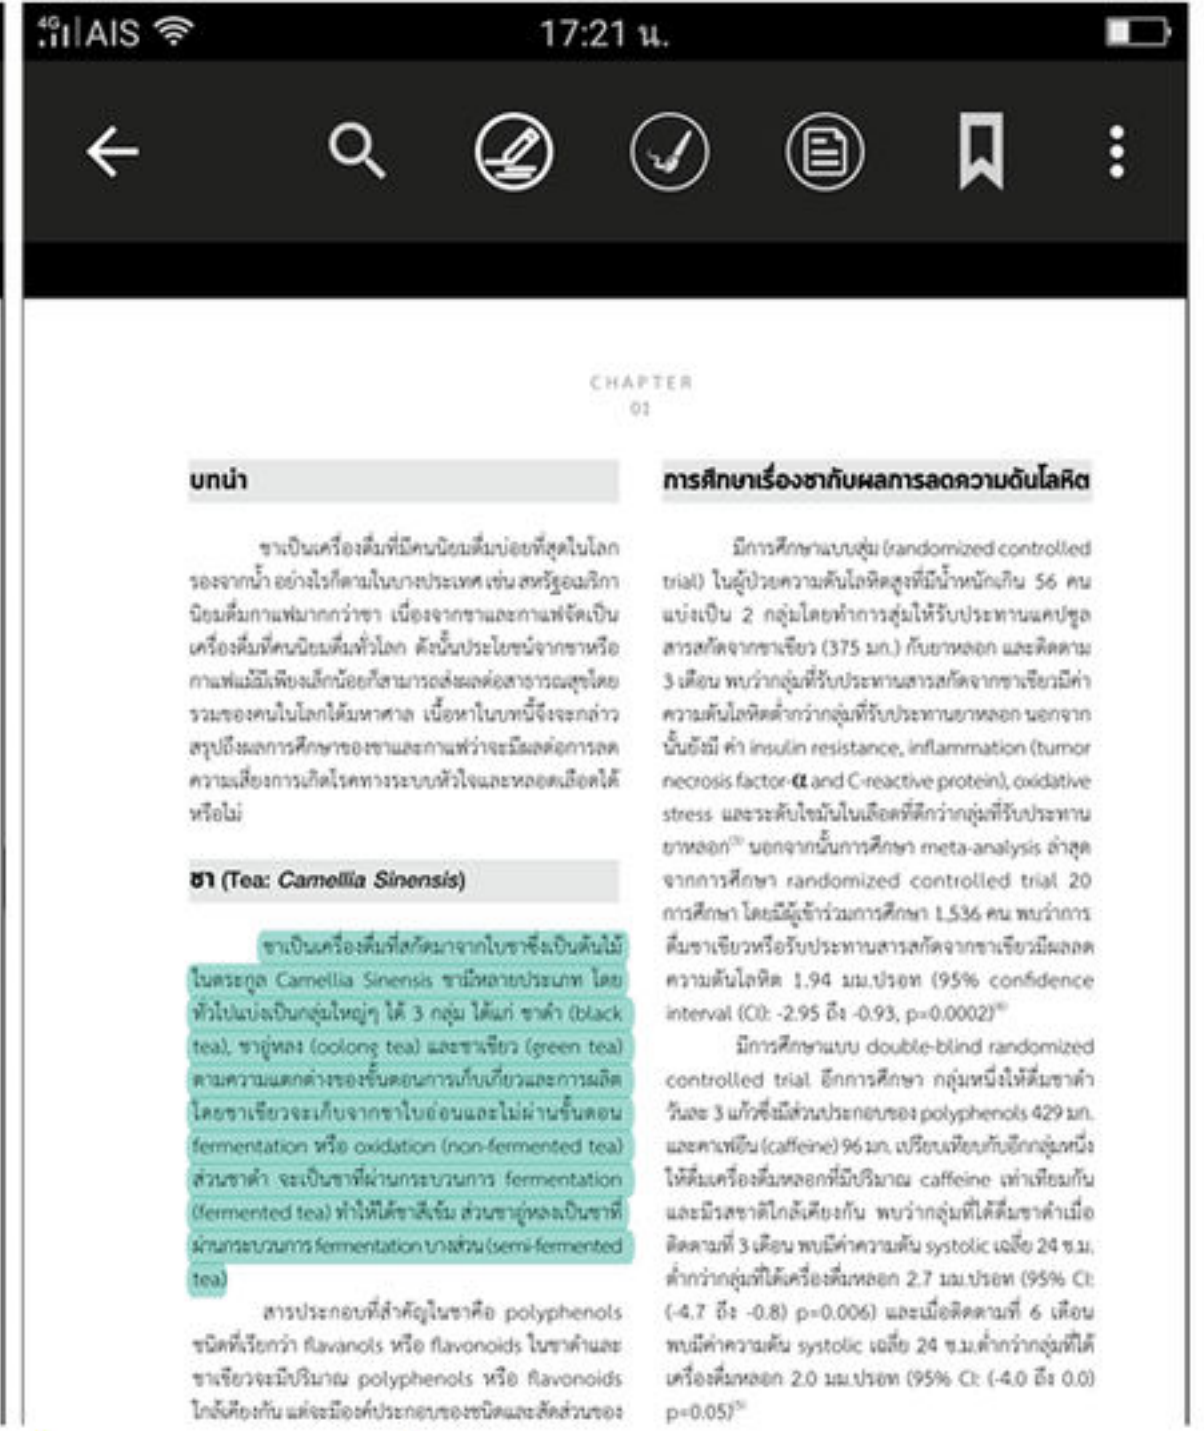 4G AIS
17:21 น.
CHAPTER
01
บทนำ
ชาเป็นเครื่องดื่มที่มีคนนิยมดื่มบ่อยที่สุดในโลก
รองจากน้ำ อย่างไรก็ตามในบางประเทศ เช่น สหรัฐอเมริกา
นิยมดื่มกาแฟมากกว่าชา เนื่องจากชาและกาแฟจัดเป็น
เครื่องดื่มที่คนนิยมดื่มทั่วโลก ดังนั้นประโยชน์จากชาหรือ
กาแฟแม้มีเพียงเล็กน้อยก็สามารถส่งผลต่อสาธารณสุขโดย
รวมของคนในโลกได้มหาศาล เนื้อหาในบทนี้จึงจะกล่าว
สรุปถึงผลการศึกษาของชาและกาแฟว่าจะมีผลต่อการลด
ความเสี่ยงการเกิดโรคทางระบบหัวใจและหลอดเลือดได้
หรือไม่
ชา (Tea: Camellia Sinensis)
ชาเป็นเครื่องดื่มที่สกัดมาจากใบชาซึ่งเป็นต้นไม้
ในตระกูล Camellia Sinensis ชามีหลายประเภท โดย
ทั่วไปแบ่งเป็นกลุ่มใหญ่ๆ ได้ 3 กลุ่ม ได้แก่ ชาดำ (black
tea), ชาอู่หลง (oolong tea) และชาเขียว (green tea)
ตามความแตกต่างของขั้นตอนการเก็บเกี่ยวและการผลิต
โดยชาเขียวจะเก็บจากชาใบอ่อนและไม่ผ่านขั้นตอน
fermentation หรือ oxidation (non-fermented tea)
ส่วนชาดำ จะเป็นชาที่ผ่านกระบวนการ fermentation
(fermented tea) ทำให้ได้ชาสีเข้ม ส่วนชาอู่หลงเป็นชาที่
ผ่านกระบวนการ fermentation บางส่วน (semi-fermented
tea)
สารประกอบที่สำคัญในชาคือ polyphenols
ชนิดที่เรียกว่า flavanols หรือ flavonoids ในชาดำและ
ชาเขียวจะมีปริมาณ polyphenols หรือ flavonoids
ใกล้เคียงกัน แต่จะมีองค์ประกอบของชนิดและสัดส่วนของ
การศึกษาเรื่องชากับผลการลดความดันโลหิต
มีการศึกษาแบบสุ่ม (randomized controlled
trial) ในผู้ป่วยความดันโลหิตสูงที่มีน้ำหนักเกิน 56 คน
แบ่งเป็น 2 กลุ่มโดยทำการสุ่มให้รับประทานแคปซูล
สารสกัดจากชาเขียว (375 มก.) กับยาหลอก และติดตาม
3 เดือน พบว่ากลุ่มที่รับประทานสารสกัดจากชาเขียวมีค่า
ความดันโลหิตต่ำกว่ากลุ่มที่รับประทานยาหลอก นอกจาก
นั้นยังมี ค่า insulin resistance, inflammation (tumor
necrosis factor-α and C-reactive protein), oxidative
stress และระดับไขมันในเลือดที่ดีกว่ากลุ่มที่รับประทาน
ยาหลอก นอกจากนั้นการศึกษา meta-analysis ล่าสุด
จากการศึกษา randomized controlled trial 20
การศึกษา โดยมีผู้เข้าร่วมการศึกษา 1,536 คน พบว่าการ
ดื่มชาเขียวหรือรับประทานสารสกัดจากชาเขียวมีผลลด
ความดันโลหิต 1.94 มม.ปรอท (95% confidence
interval (CI): -2.95 ถึง -0.93, p=0.0002)
มีการศึกษาแบบ double-blind randomized
controlled trial อีกการศึกษา กลุ่มหนึ่งให้ดื่มชาดำ
วันละ 3 แก้วซึ่งมีส่วนประกอบของ polyphenols 429 มก.
และคาเฟอีน (caffeine) 96 มก. เปรียบเทียบกับอีกกลุ่มหนึ่ง
ให้ดื่มเครื่องดื่มหลอกที่มีปริมาณ caffeine เท่าเทียมกัน
และมีรสชาติใกล้เคียงกัน พบว่ากลุ่มที่ได้ดื่มชาดำเมื่อ
ติดตามที่ 3 เดือน พบมีค่าความดัน systolic เฉลี่ย 24 ช.ม.
ต่ำกว่ากลุ่มที่ได้เครื่องดื่มหลอก 2.7 มม.ปรอท (95% CI:
(-4.7 ถึง -0.8) p=0.006) และเมื่อติดตามที่ 6 เดือน
พบมีค่าความดัน systolic เฉลี่ย 24 ช.ม.ต่ำกว่ากลุ่มที่ได้
เครื่องดื่มหลอก 2.0 มม.ปรอท (95% CI: (-4.0 ถึง 0.0)
p=0.05)